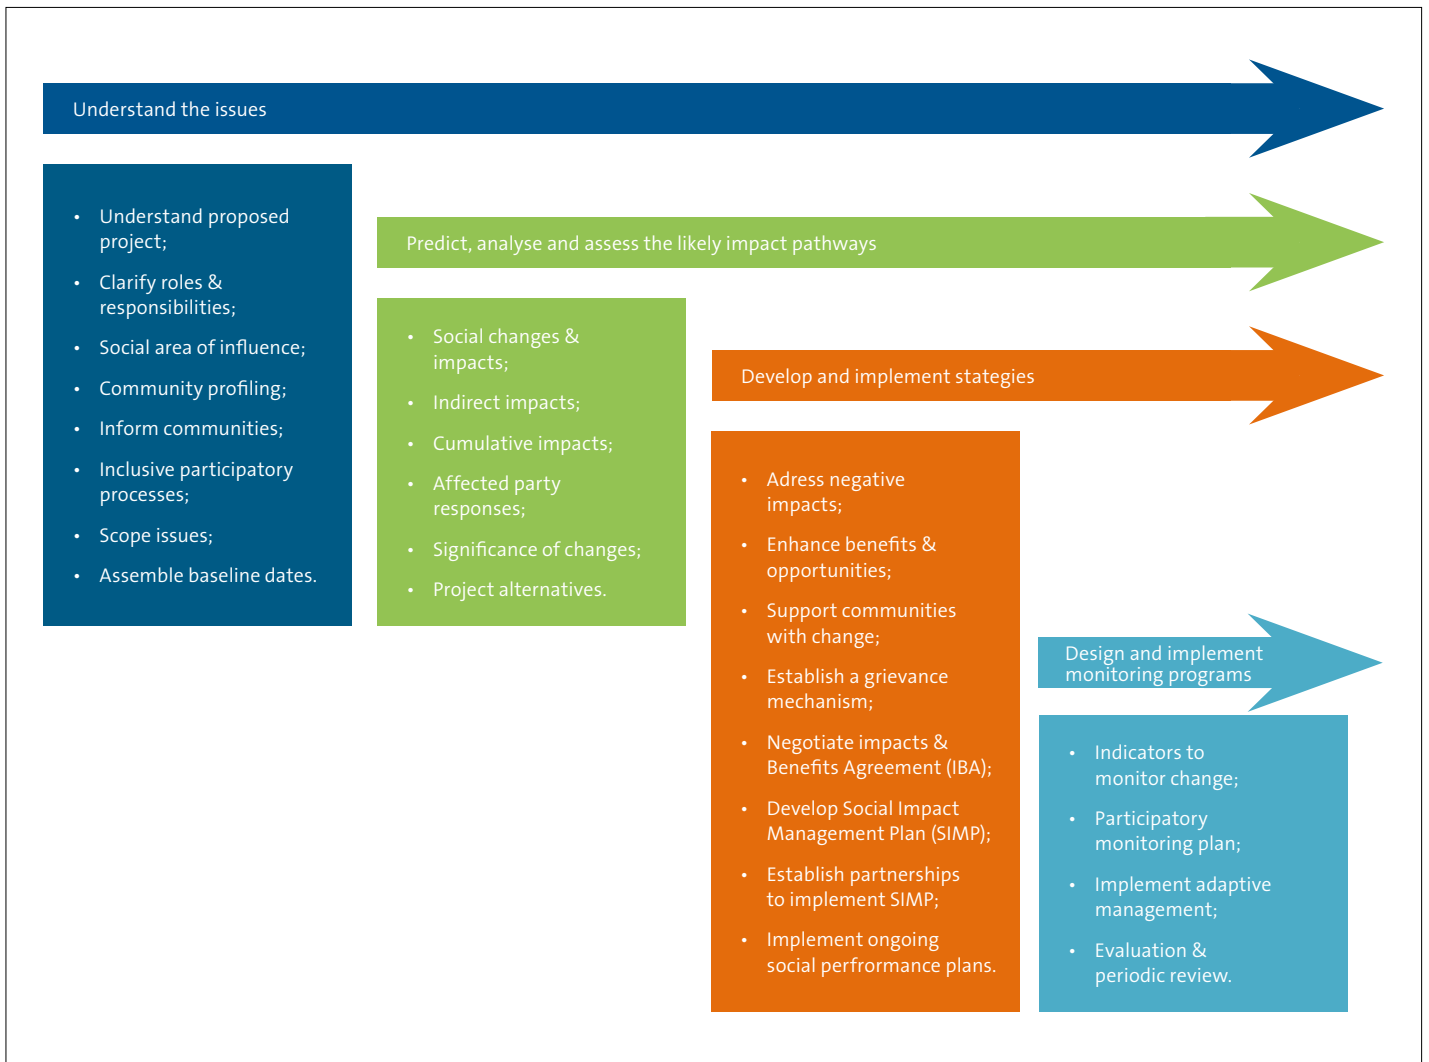 Understand the issues
• Understand proposed
project;
• Clarify roles &
responsibilities;
• Social area of influence;
• Community profiling;
• Inform communities;
• Inclusive participatory
processes;
• Scope issues;
• Assemble baseline dates.
Predict, analyse and assess the likely impact pathways
• Social changes &
impacts;
• Indirect impacts;
• Cumulative impacts;
• Affected party
responses;
• Significance of changes;
• Project alternatives.
Develop and implement stategies
• Adress negative
impacts;
• Enhance benefits &
opportunities;
• Support communities
with change;
• Establish a grievance
mechanism;
• Negotiate impacts &
Benefits Agreement (IBA);
• Develop Social Impact
Management Plan (SIMP);
• Establish partnerships
to implement SIMP;
• Implement ongoing
social perfrormance plans.
Design and implement
monitoring programs
• Indicators to
monitor change;
• Participatory
monitoring plan;
• Implement adaptive
management;
• Evaluation &
periodic review.